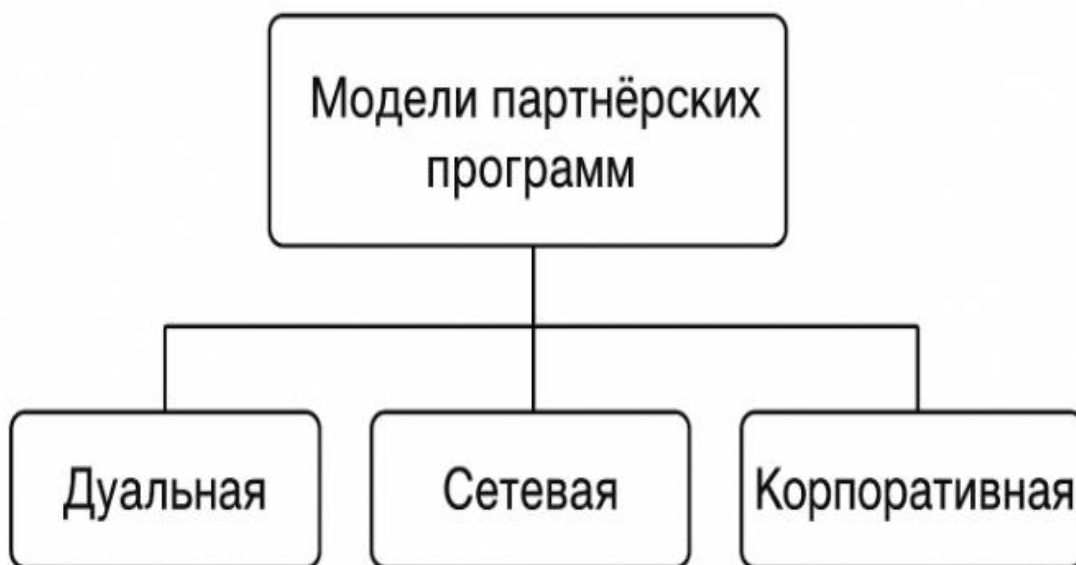 Модели партнёрских
программ
Дуальная
Сетевая
Корпоративная